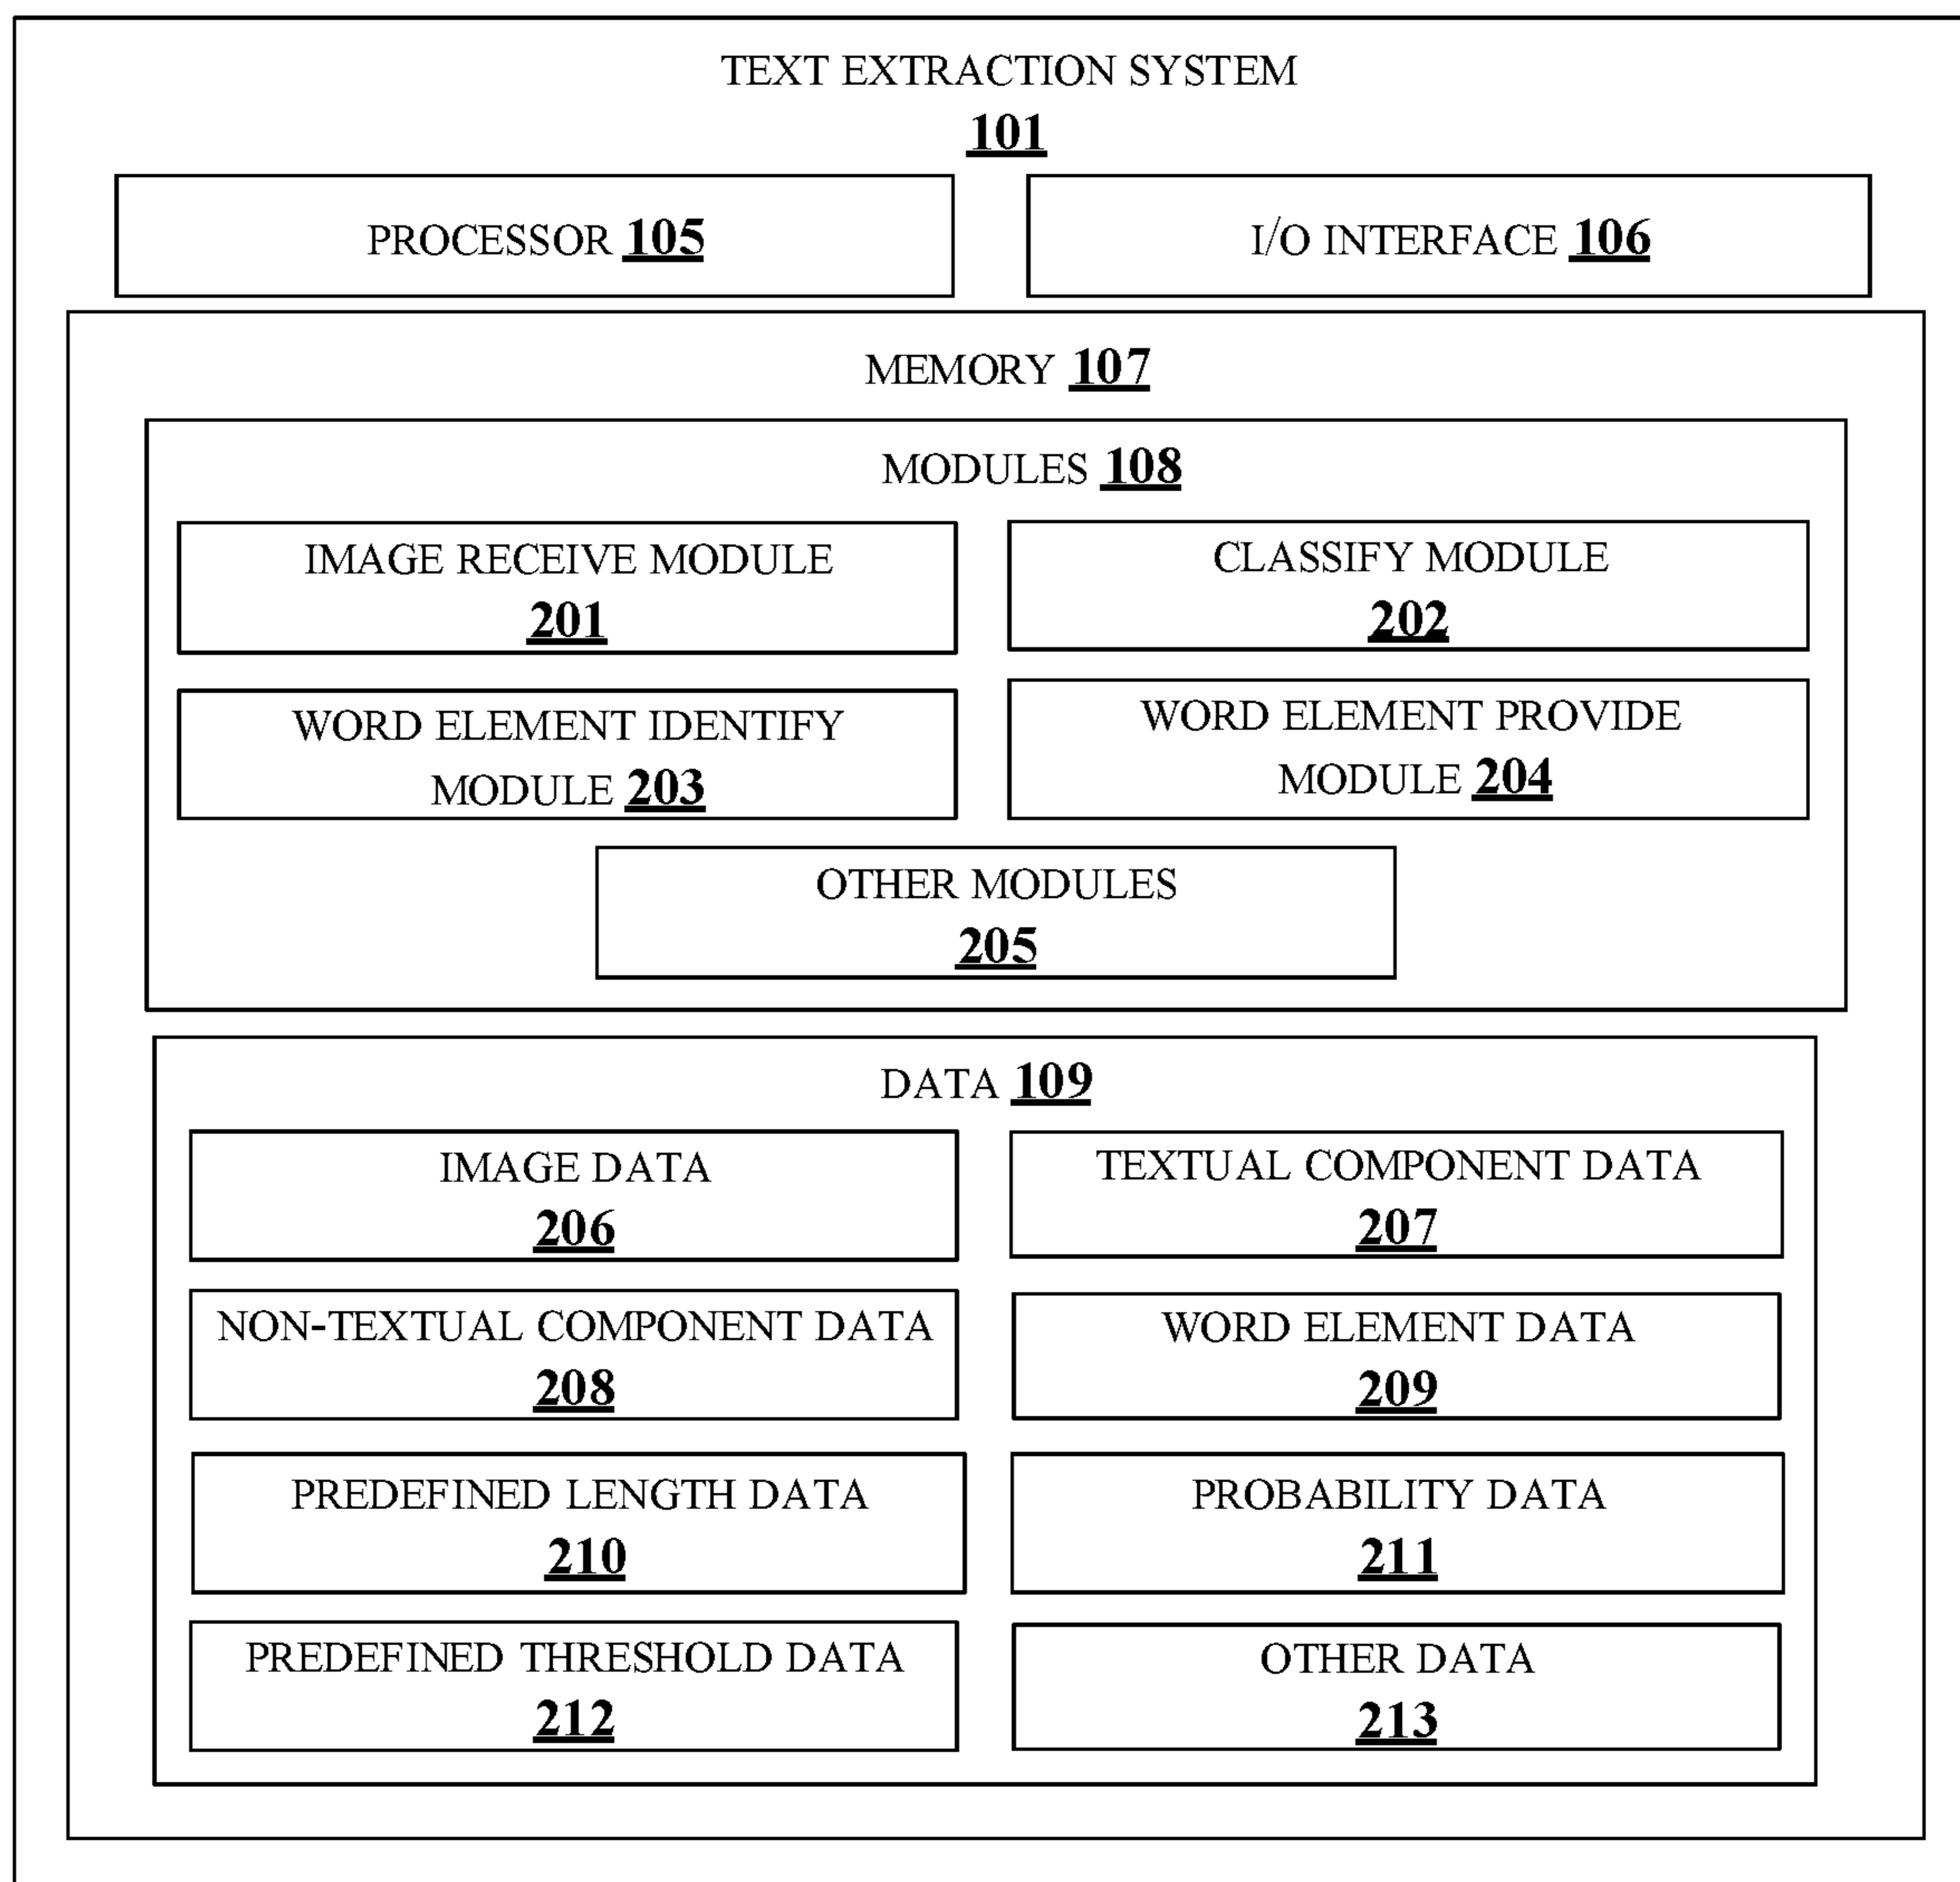 TEXT EXTRACTION SYSTEM
101
PROCESSOR 105
I/O INTERFACE 106
MEMORY 107
MODULES 108
IMAGE RECEIVE MODULE
201
CLASSIFY MODULE
202
WORD ELEMENT IDENTIFY
MODULE 203
WORD ELEMENT PROVIDE
MODULE 204
OTHER MODULES
205
DATA 109
IMAGE DATA
206
TEXTUAL COMPONENT DATA
207
NON-TEXTUAL COMPONENT DATA
208
WORD ELEMENT DATA
209
PREDEFINED LENGTH DATA
210
PROBABILITY DATA
211
PREDEFINED THRESHOLD DATA
212
OTHER DATA
213